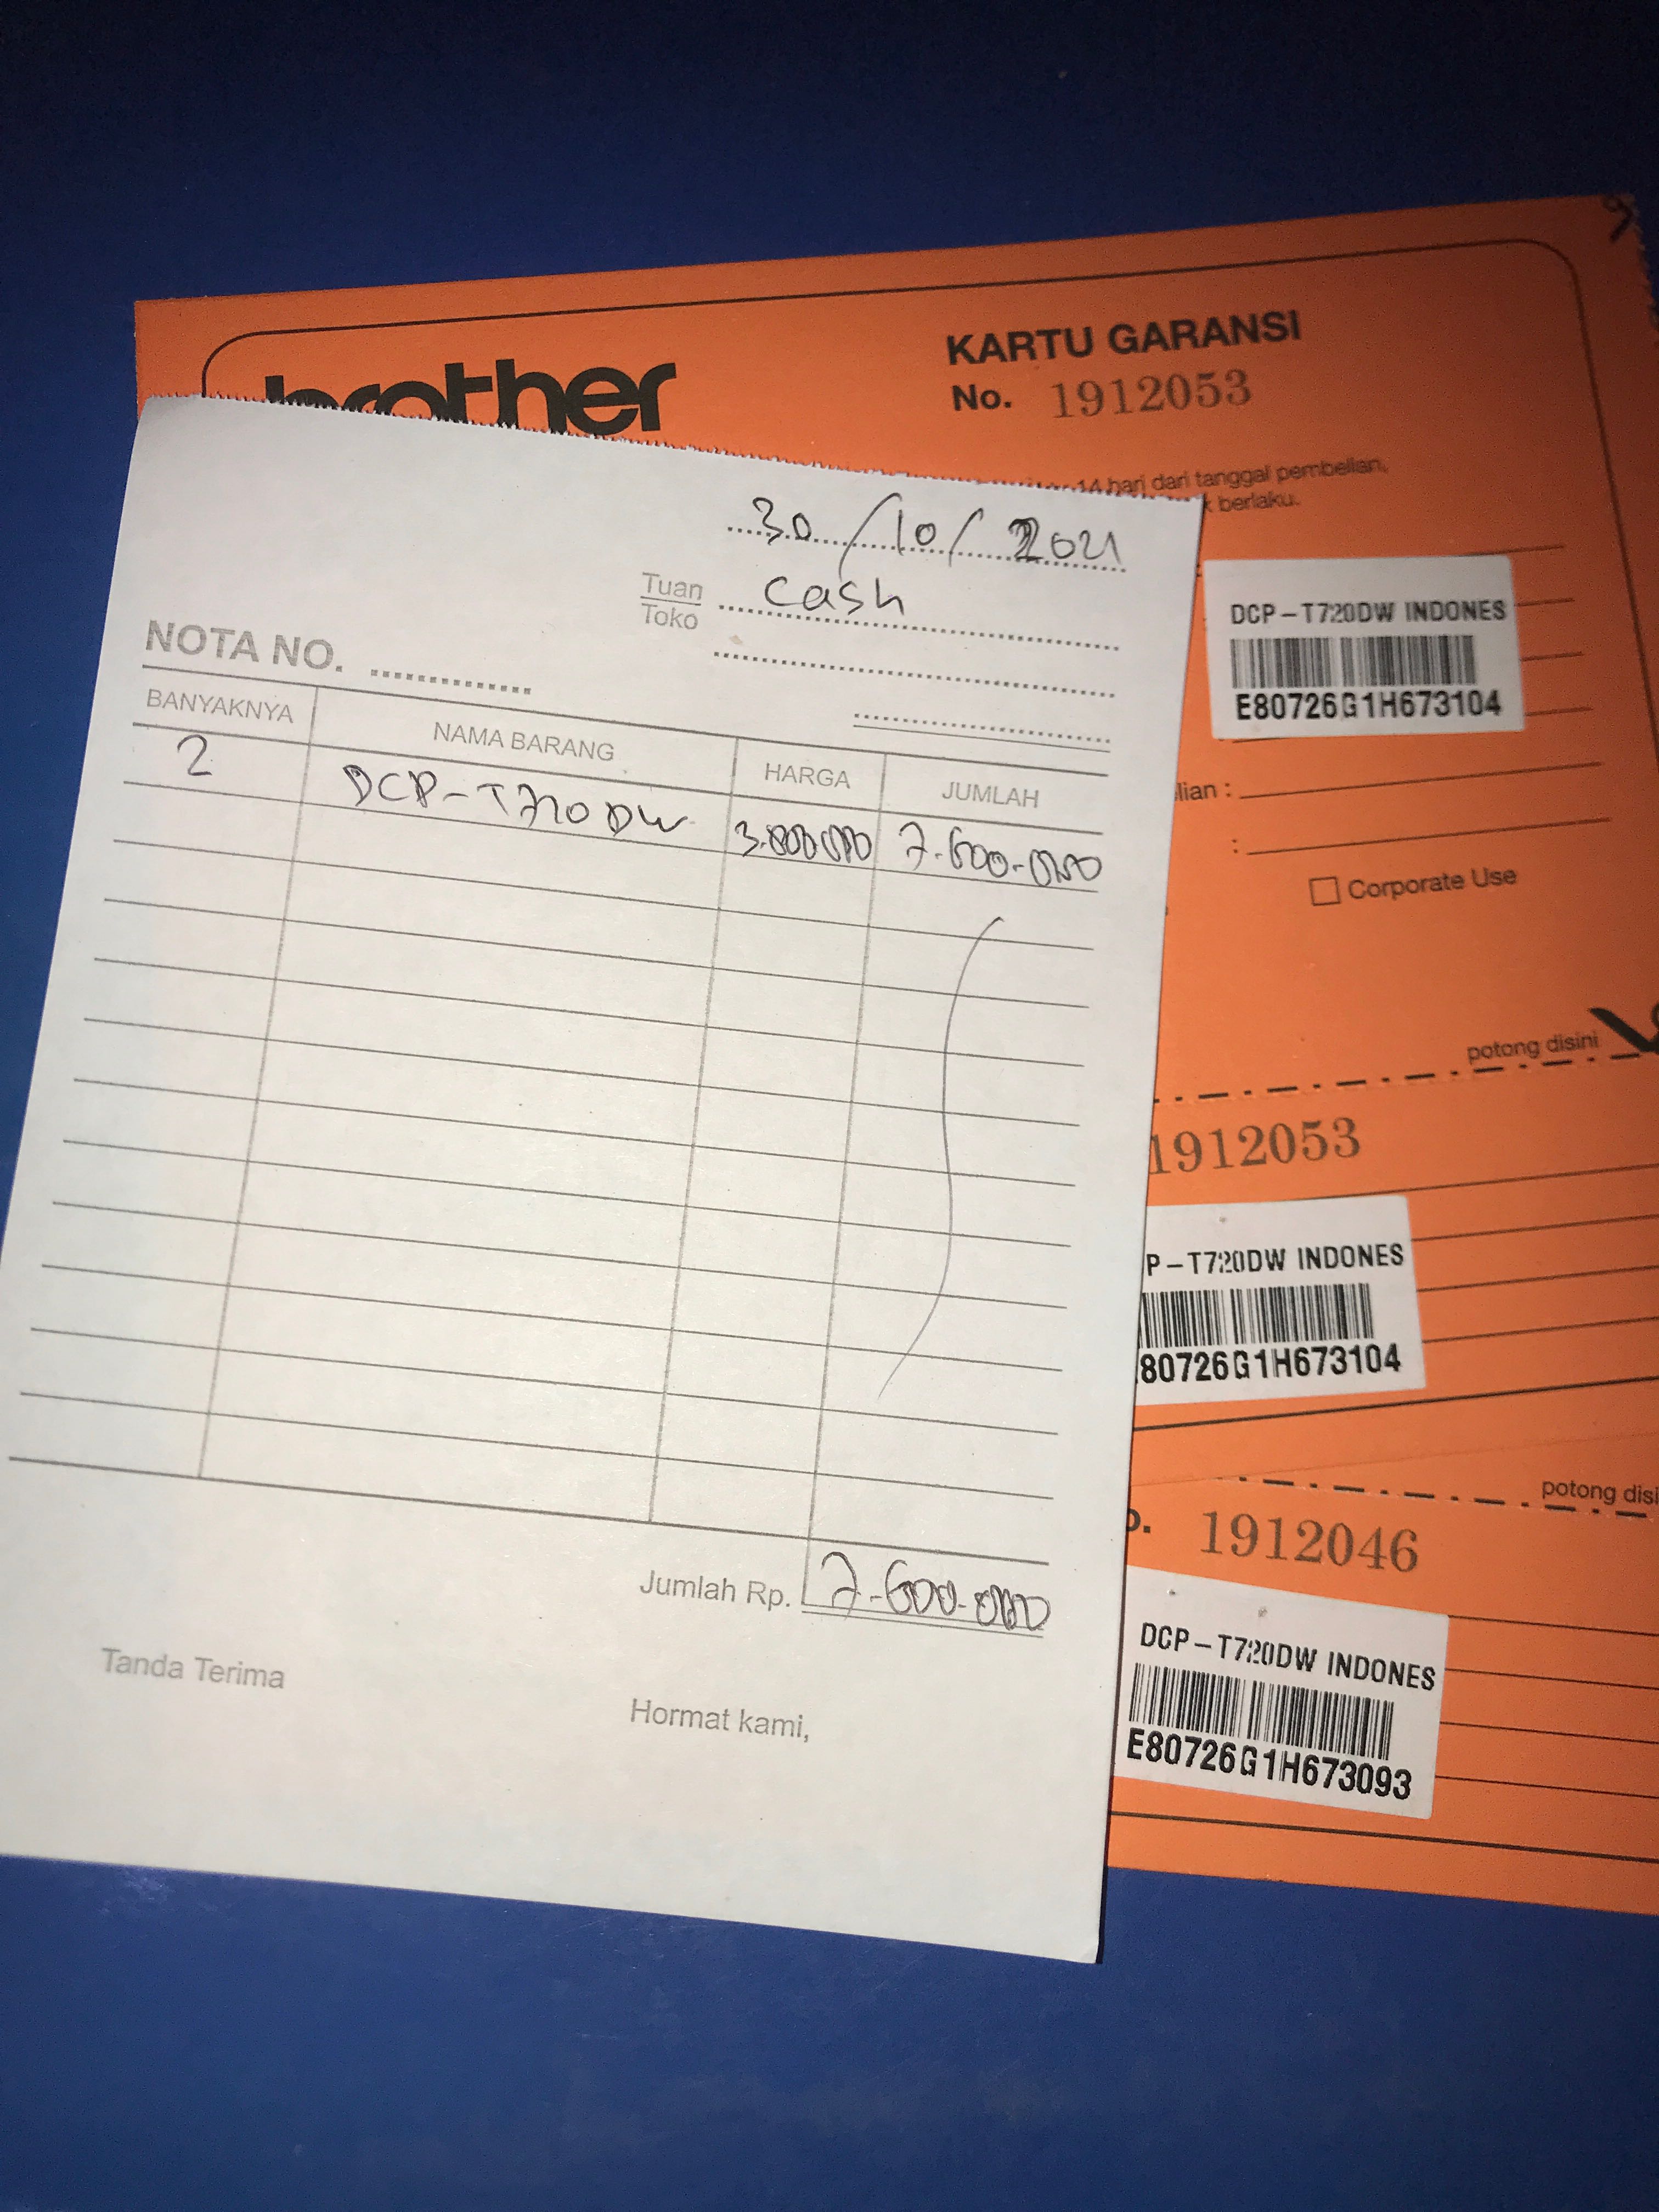 brother
KARTU GARANSI
No. 1912053
14 hari dari tanggal pembelian,
berlaku.
30/10/2021
Tuan
Toko
Cash
NOTA NO.
BANYAKNYA NAMA BARANG HARGA JUMLAH
2 DCP-T720DW 3.800.000 7.600.000
Jumlah Rp. 7.600.000
Tanda Terima
Hormat kami,
DCP-T720DW INDONES
E80726G1H673104
lian :
:
Corporate Use
potong disini
1912053
P-T720DW INDONES
80726G1H673104
potong disi
o. 1912046
DCP-T720DW INDONES
E80726G1H673093